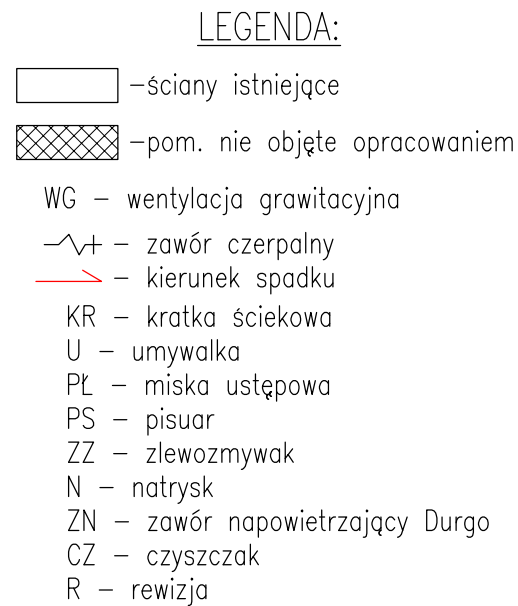 LEGENDA:
–ściany istniejące
–pom. nie objęte opracowaniem
WG – wentylacja grawitacyjna
– zawór czerpalny
– kierunek spadku
KR – kratka ściekowa
U – umywalka
PŁ – miska ustępowa
PS – pisuar
ZZ – zlewozmywak
N – natrysk
ZN – zawór napowietrzający Durgo
CZ – czyszczak
R – rewizja